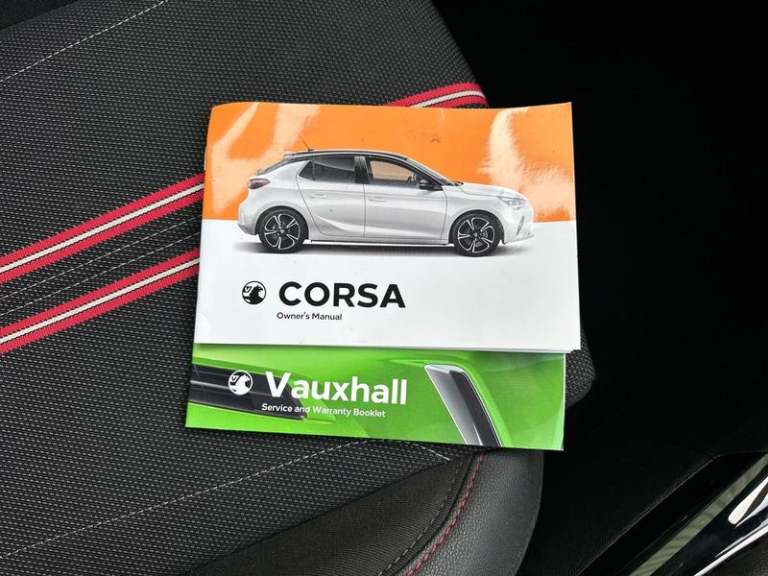 CORSA
Owner's Manual
Vauxhall
Service and Warranty Booklet